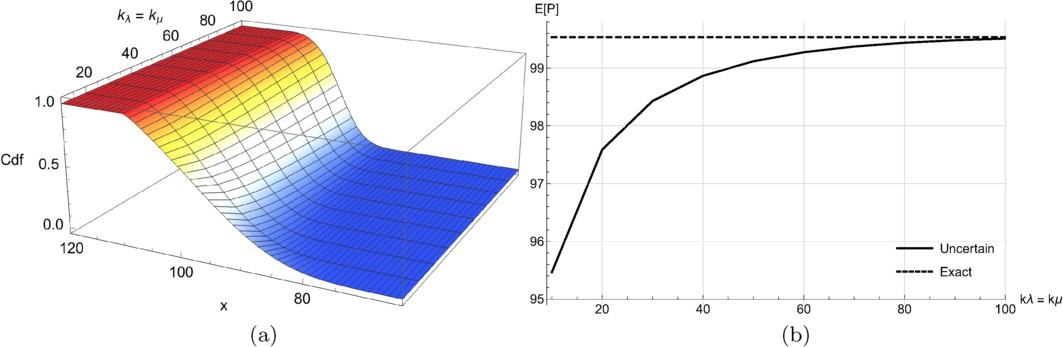 kλ = kμ
20
40
60
80
100
1.0
Cdf
0.5
0.0
120
100
80
x
(a)
E[P]
99
98
97
96
95
Uncertain
Exact
20
40
60
80
100
kλ = kμ
(b)